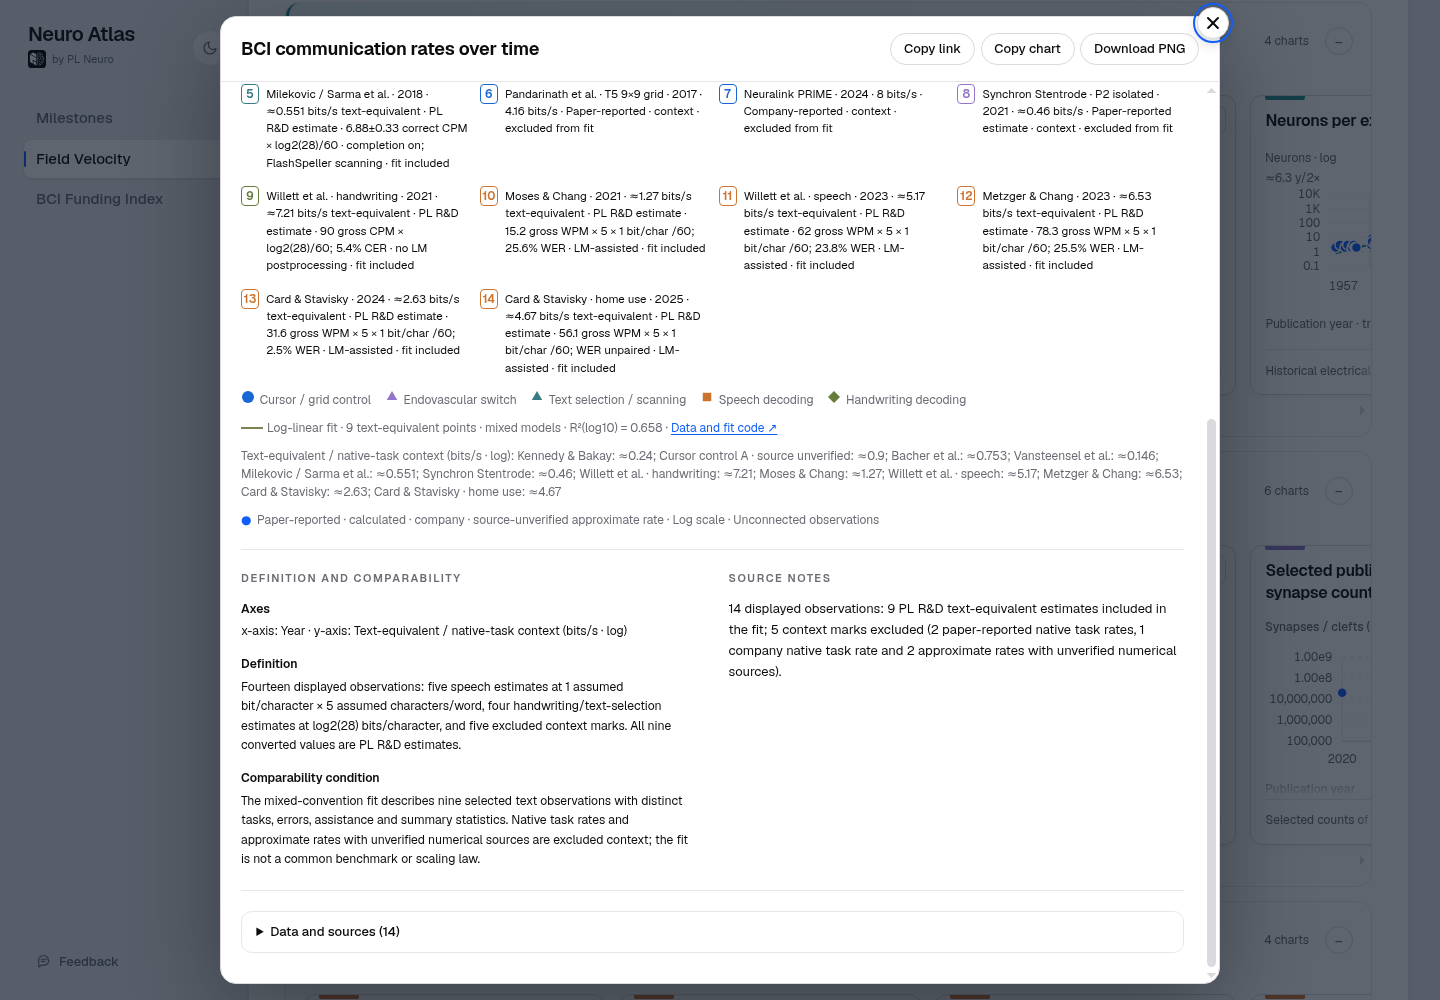 Neuro Atlas
by PL Neuro
Milestones
Field Velocity
BCI Funding Index
Feedback
BCI communication rates over time
Copy link
Copy chart
Download PNG
5
Milekovic / Sarma et al. · 2018 ·
≈0.551 bits/s text-equivalent · PL
R&D estimate · 6.88±0.33 correct CPM
× log2(28)/60 · completion on;
FlashSpeller scanning · fit included
6
Pandarinath et al. · T5 9×9 grid · 2017 ·
4.16 bits/s · Paper-reported · context ·
excluded from fit
7
Neuralink PRIME · 2024 · 8 bits/s ·
Company-reported · context ·
excluded from fit
8
Synchron Stentrode · P2 isolated ·
2021 · ≈0.46 bits/s · Paper-reported
estimate · context · excluded from fit
9
Willett et al. · handwriting · 2021 ·
≈7.21 bits/s text-equivalent · PL R&D
estimate · 90 gross CPM ×
log2(28)/60; 5.4% CER · no LM
postprocessing · fit included
10
Moses & Chang · 2021 · ≈1.27 bits/s
text-equivalent · PL R&D estimate ·
15.2 gross WPM × 5 × 1 bit/char /60;
25.6% WER · LM-assisted · fit included
11
Willett et al. · speech · 2023 · ≈5.17
bits/s text-equivalent · PL R&D
estimate · 62 gross WPM × 5 × 1
bit/char /60; 23.8% WER · LM-
assisted · fit included
12
Metzger & Chang · 2023 · ≈6.53
bits/s text-equivalent · PL R&D
estimate · 78.3 gross WPM × 5 × 1
bit/char /60; 25.5% WER · LM-
assisted · fit included
13
Card & Stavisky · 2024 · ≈2.63 bits/s
text-equivalent · PL R&D estimate ·
31.6 gross WPM × 5 × 1 bit/char /60;
2.5% WER · LM-assisted · fit included
14
Card & Stavisky · home use · 2025 ·
≈4.67 bits/s text-equivalent · PL R&D
estimate · 56.1 gross WPM × 5 × 1
bit/char /60; WER unpaired · LM-
assisted · fit included
Cursor / grid control
Endovascular switch
Text selection / scanning
Speech decoding
Handwriting decoding
Log-linear fit · 9 text-equivalent points · mixed models · R²(log10) = 0.658 · Data and fit code ↗
Text-equivalent / native-task context (bits/s · log): Kennedy & Bakay: ≈0.24; Cursor control A · source unverified: ≈0.9; Bacher et al.: ≈0.753; Vansteensel et al.: ≈0.146;
Milekovic / Sarma et al.: ≈0.551; Synchron Stentrode: ≈0.46; Willett et al. · handwriting: ≈7.21; Moses & Chang: ≈1.27; Willett et al. · speech: ≈5.17; Metzger & Chang: ≈6.53;
Card & Stavisky: ≈2.63; Card & Stavisky · home use: ≈4.67
Paper-reported · calculated · company · source-unverified approximate rate · Log scale · Unconnected observations
DEFINITION AND COMPARABILITY
Axes
x-axis: Year · y-axis: Text-equivalent / native-task context (bits/s · log)
Definition
Fourteen displayed observations: five speech estimates at 1 assumed
bit/character × 5 assumed characters/word, four handwriting/text-selection
estimates at log2(28) bits/character, and five excluded context marks. All nine
converted values are PL R&D estimates.
Comparability condition
The mixed-convention fit describes nine selected text observations with distinct
tasks, errors, assistance and summary statistics. Native task rates and
approximate rates with unverified numerical sources are excluded context; the fit
is not a common benchmark or scaling law.
SOURCE NOTES
14 displayed observations: 9 PL R&D text-equivalent estimates included in
the fit; 5 context marks excluded (2 paper-reported native task rates, 1
company native task rate and 2 approximate rates with unverified numerical
sources).
Data and sources (14)
4 charts
Neurons per e
Neurons · log
≈6.3 y/2×
10K
1K
100
10
1
0.1
1957
Publication year · tr
Historical electrical
6 charts
Selected publi
synapse count
Synapses / clefts (
1.00e9
1.00e8
10,000,000
1,000,000
100,000
2020
Publication year
Selected counts of
4 charts